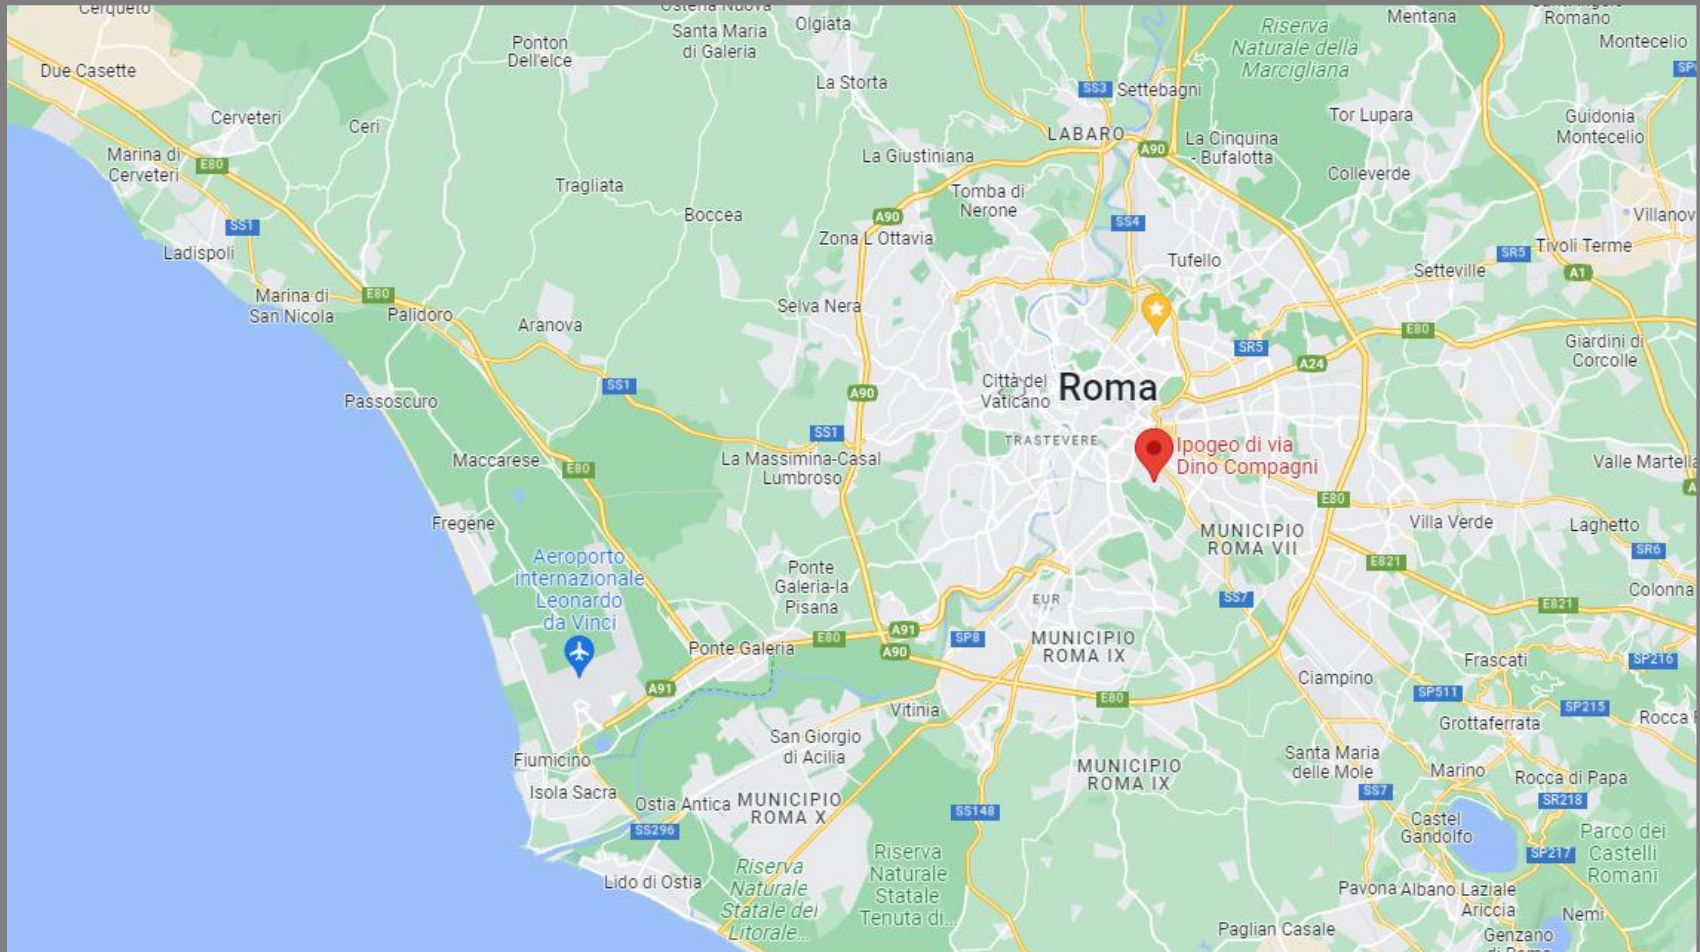 Cerqueto
Santa Maria
di Galeria
Olgiata
Mentana
Romano
Riserva
Naturale della
Marcigliana
Montecelio
Ponton
Dell'elce
Due Casette
La Storta
SS3
Settebagni
Cerveteri
Ceri
Tor Lupara
Guidonia
Montecelio
LABARO
La Cinquina
- Bufalotta
A90
La Giustiniana
Marina di
Cerveteri
E80
Colleverde
Tragliata
Tomba di
Nerone
Boccea
A90
SS4
Villanov
SS1
Zona L Ottavia
Ladispoli
Tufello
SR5
Tivoli Terme
Setteville
A1
Marina di
San Nicola
E80
Palidoro
Selva Nera
Aranova
E80
SR5
Giardini di
Corcolle
A24
SS1
Città del
Vaticano
Roma
A90
Passoscuro
SS1
TRASTEVERE
Ipogeo di via
Dino Compagni
Maccarese
E80
La Massimina-Casal
Lumbroso
Valle Martella
E80
Fregene
Villa Verde
Laghetto
MUNICIPIO
ROMA VII
SR6
Aeroporto
internazionale
Leonardo
da Vinci
Ponte
Galeria-la
Pisana
E821
Colonna
EUR
SS7
E821
A91
E80
SP8
MUNICIPIO
ROMA IX
Ponte Galeria
A90
Frascati
SP216
Ciampino
A91
E80
SP511
SP215
Vitinia
Grottaferrata
Rocca
San Giorgio
di Acilia
Fiumicino
Santa Maria
delle Mole
MUNICIPIO
ROMA IX
Marino
Rocca di Papa
Isola Sacra
Ostia Antica
MUNICIPIO
ROMA X
SS7
SR218
SS148
SS296
Castel
Gandolfo
Parco dei
Castelli
Romani
SP217
Lido di Ostia
Riserva
Naturale
Statale del
Litorale...
Riserva
Naturale
Statale
Tenuta di...
Pavona
Albano Laziale
Ariccia
Nemi
Paglian Casale
Genzano